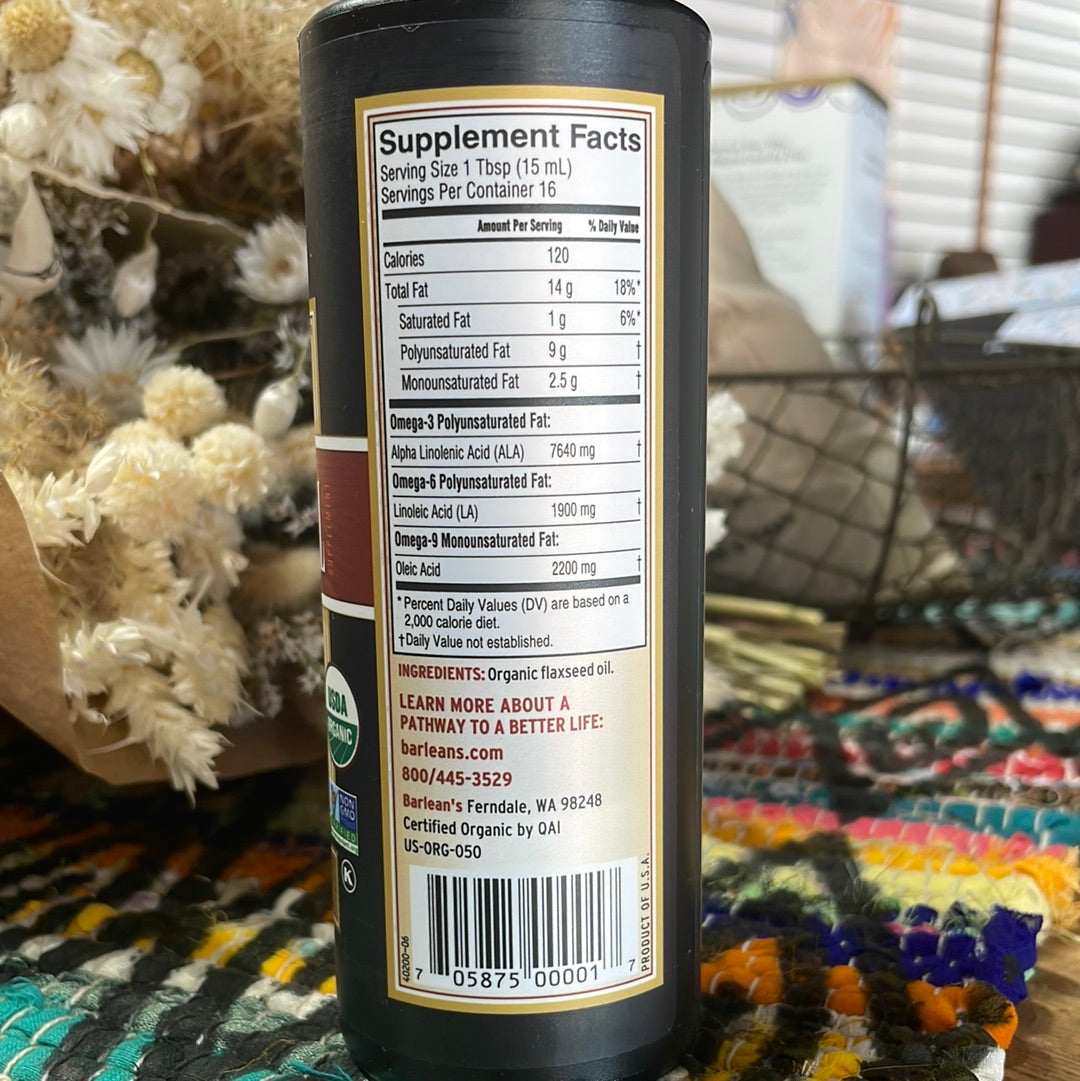 Supplement Facts
Serving Size 1 Tbsp (15 mL)
Servings Per Container 16
Amount Per Serving % Daily Value
Calories 120
Total Fat 14 g 18%*
Saturated Fat 1 g 6%*
Polyunsaturated Fat 9 g †
Monounsaturated Fat 2.5 g †
Omega-3 Polyunsaturated Fat:
Alpha Linolenic Acid (ALA) 7640 mg †
Omega-6 Polyunsaturated Fat:
Linoleic Acid (LA) 1900 mg †
Omega-9 Monounsaturated Fat:
Oleic Acid 2200 mg †
* Percent Daily Values (DV) are based on a
2,000 calorie diet.
†Daily Value not established.
INGREDIENTS: Organic flaxseed oil.
LEARN MORE ABOUT A
PATHWAY TO A BETTER LIFE:
barleans.com
800/445-3529
Barlean's Ferndale, WA 98248
Certified Organic by QAI
US-ORG-050
40200-06
7 05875 00001 7
PRODUCT OF U.S.A.
SUPPLEMENT
USDA
ORGANIC
NON
GMO
K